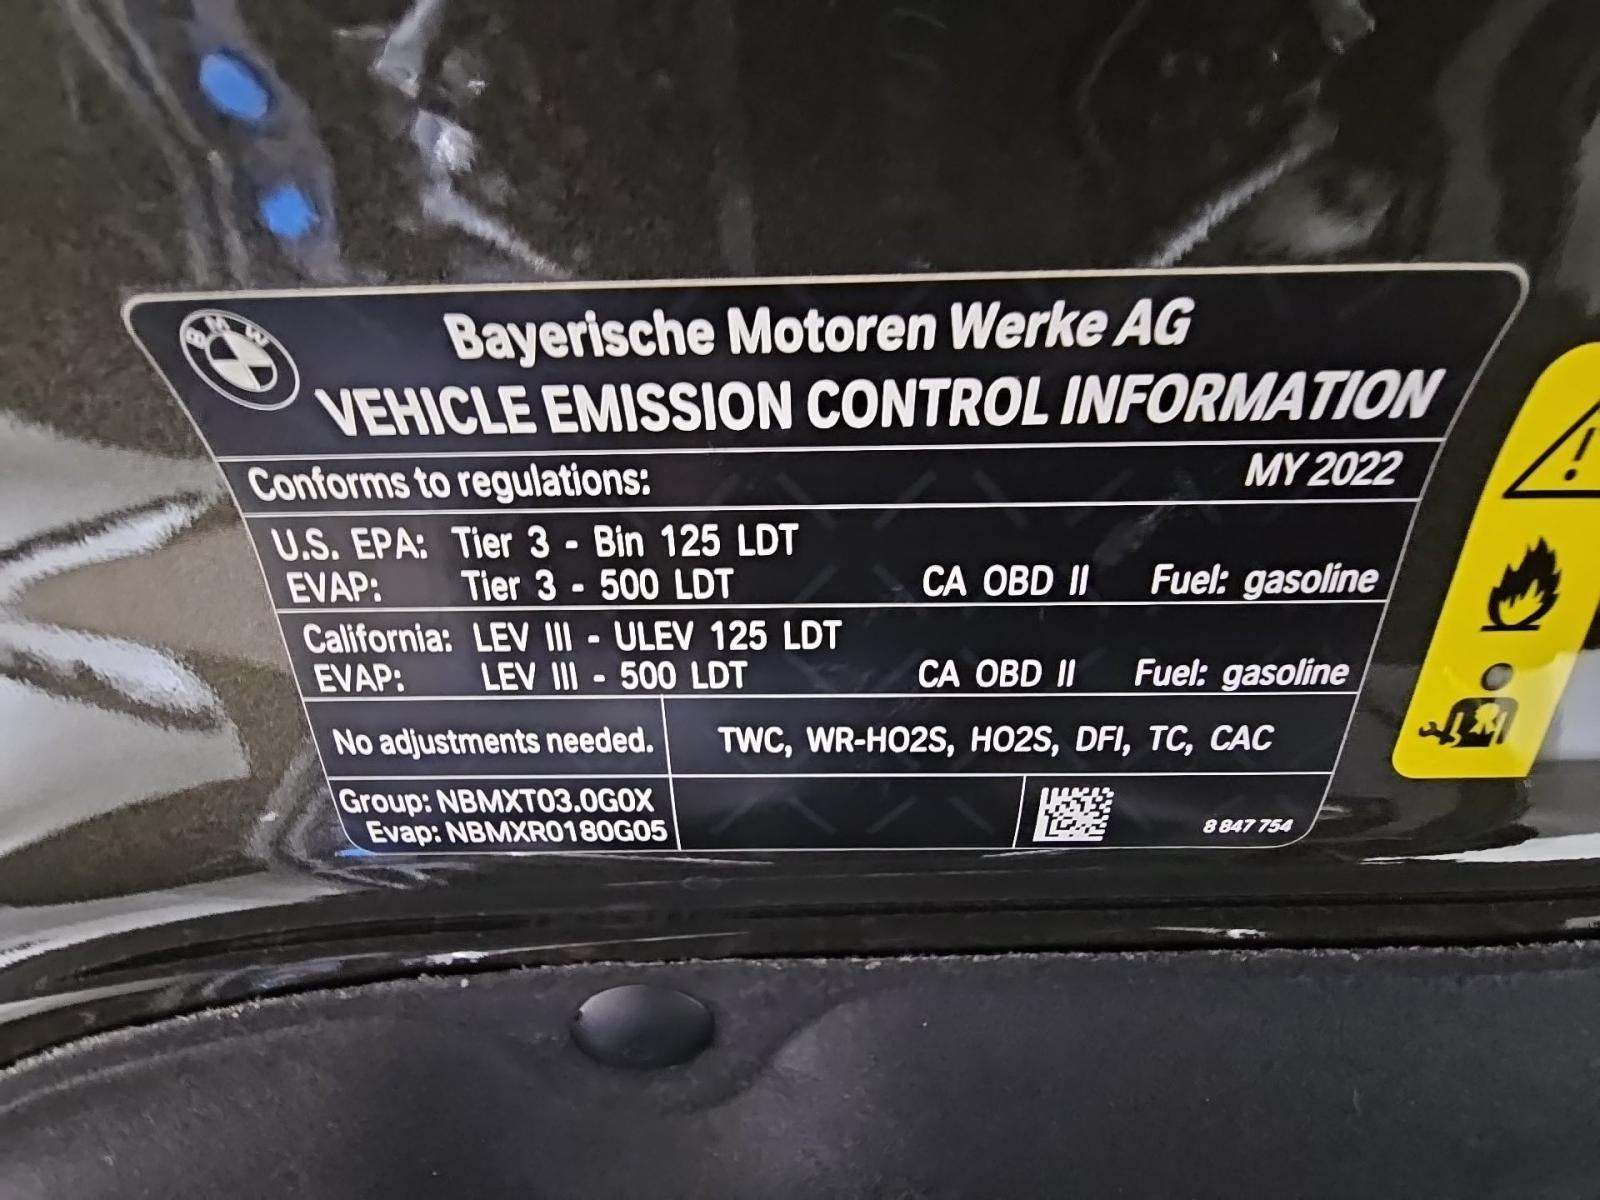 BMW
Bayerische Motoren Werke AG
VEHICLE EMISSION CONTROL INFORMATION
Conforms to regulations: MY 2022
U.S. EPA: Tier 3 - Bin 125 LDT
EVAP: Tier 3 - 500 LDT CA OBD II Fuel: gasoline
California: LEV III - ULEV 125 LDT
EVAP: LEV III - 500 LDT CA OBD II Fuel: gasoline
No adjustments needed. TWC, WR-HO2S, HO2S, DFI, TC, CAC
Group: NBMXT03.0G0X
Evap: NBMXR0180G05
8 847 754